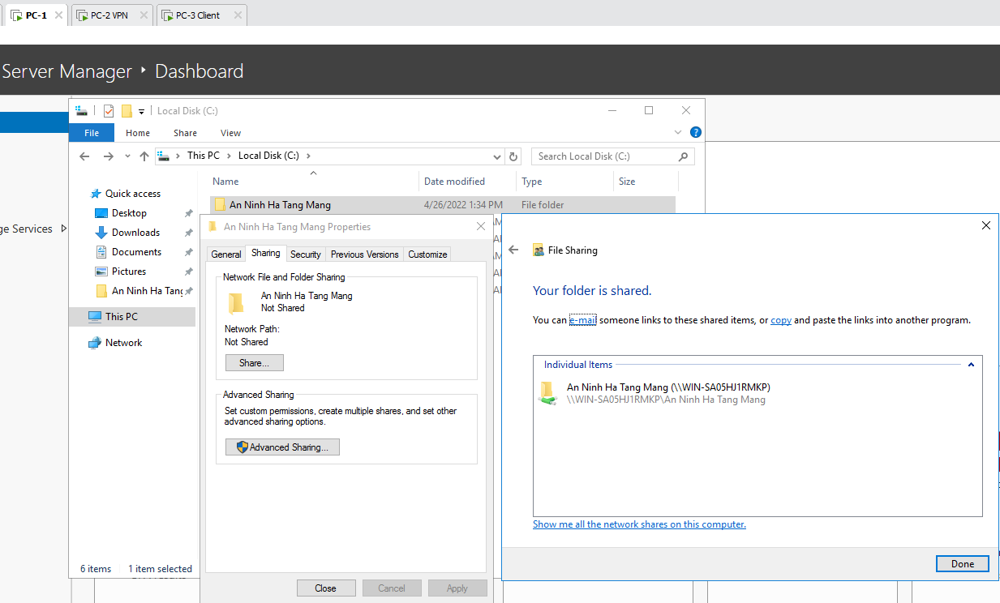 PC-1
PC-2 VPN
PC-3 Client
Server Manager
Dashboard
Local Disk (C:)
File
Home
Share
View
This PC
Local Disk (C:)
Search Local Disk (C:)
Name
Date modified
Type
Size
Quick access
Desktop
Downloads
Documents
Pictures
An Ninh Ha Tang
This PC
Network
Services
An Ninh Ha Tang Mang
4/26/2022 1:34 PM
File folder
6 items
1 item selected
An Ninh Ha Tang Mang Properties
General
Sharing
Security
Previous Versions
Customize
Network File and Folder Sharing
An Ninh Ha Tang Mang
Not Shared
Network Path:
Not Shared
Share...
Advanced Sharing
Set custom permissions, create multiple shares, and set other
advanced sharing options.
Advanced Sharing...
Close
Cancel
Apply
File Sharing
Your folder is shared.
You can e-mail someone links to these shared items, or copy and paste the links into another program.
Individual Items
An Ninh Ha Tang Mang (\\WIN-SA05HJ1RMKP)
\\WIN-SA05HJ1RMKP\An Ninh Ha Tang Mang
Show me all the network shares on this computer.
Done